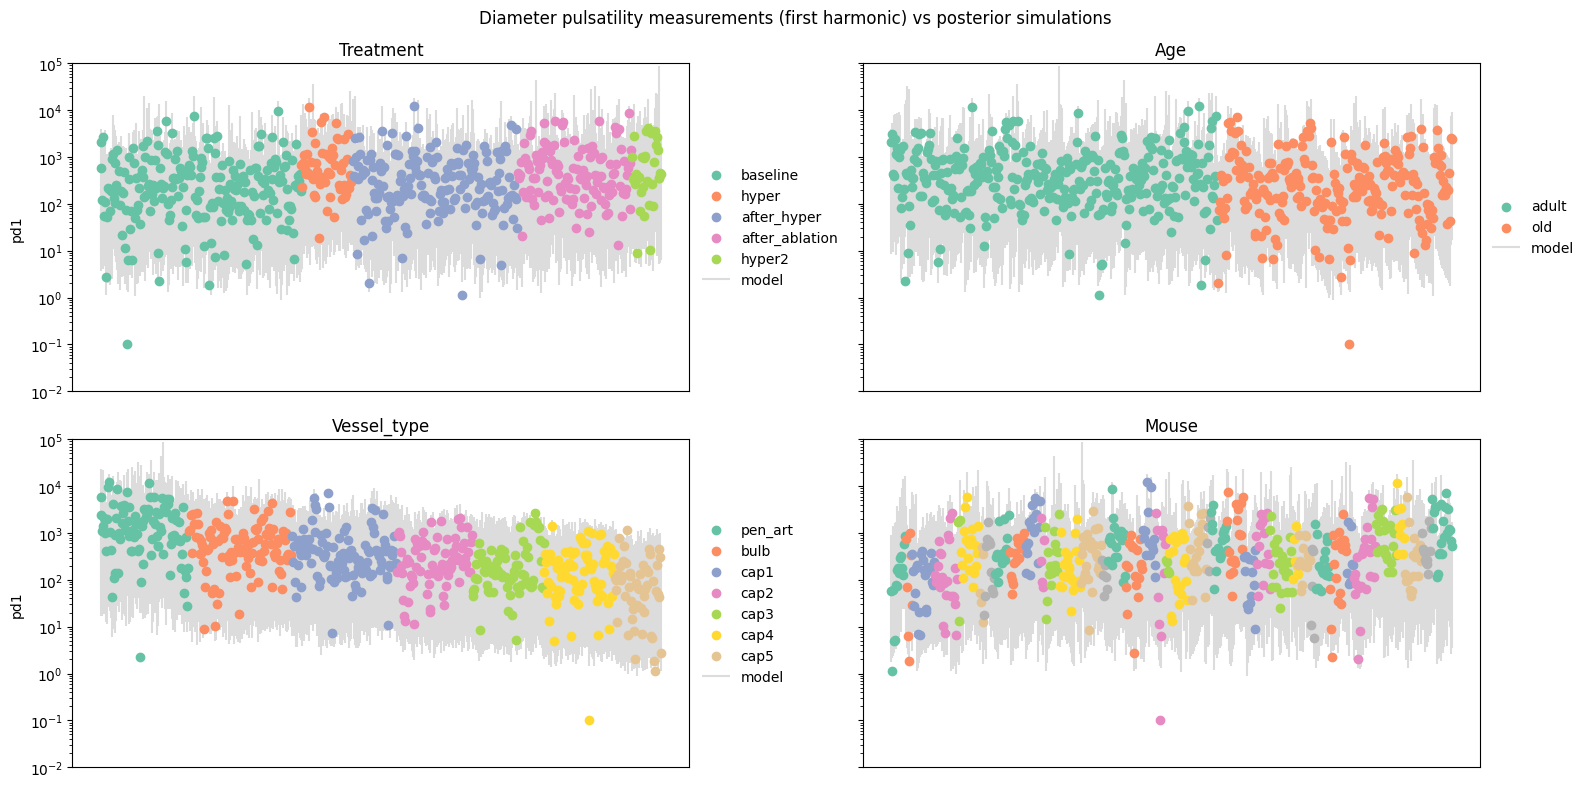 Diameter pulsatility measurements (first harmonic) vs posterior simulations
Treatment
pd1
10^5
10^4
10^3
10^2
10^1
10^0
10^-1
10^-2
baseline
hyper
after_hyper
after_ablation
hyper2
model
Age
adult
old
model
Vessel_type
pd1
10^5
10^4
10^3
10^2
10^1
10^0
10^-1
10^-2
pen_art
bulb
cap1
cap2
cap3
cap4
cap5
model
Mouse